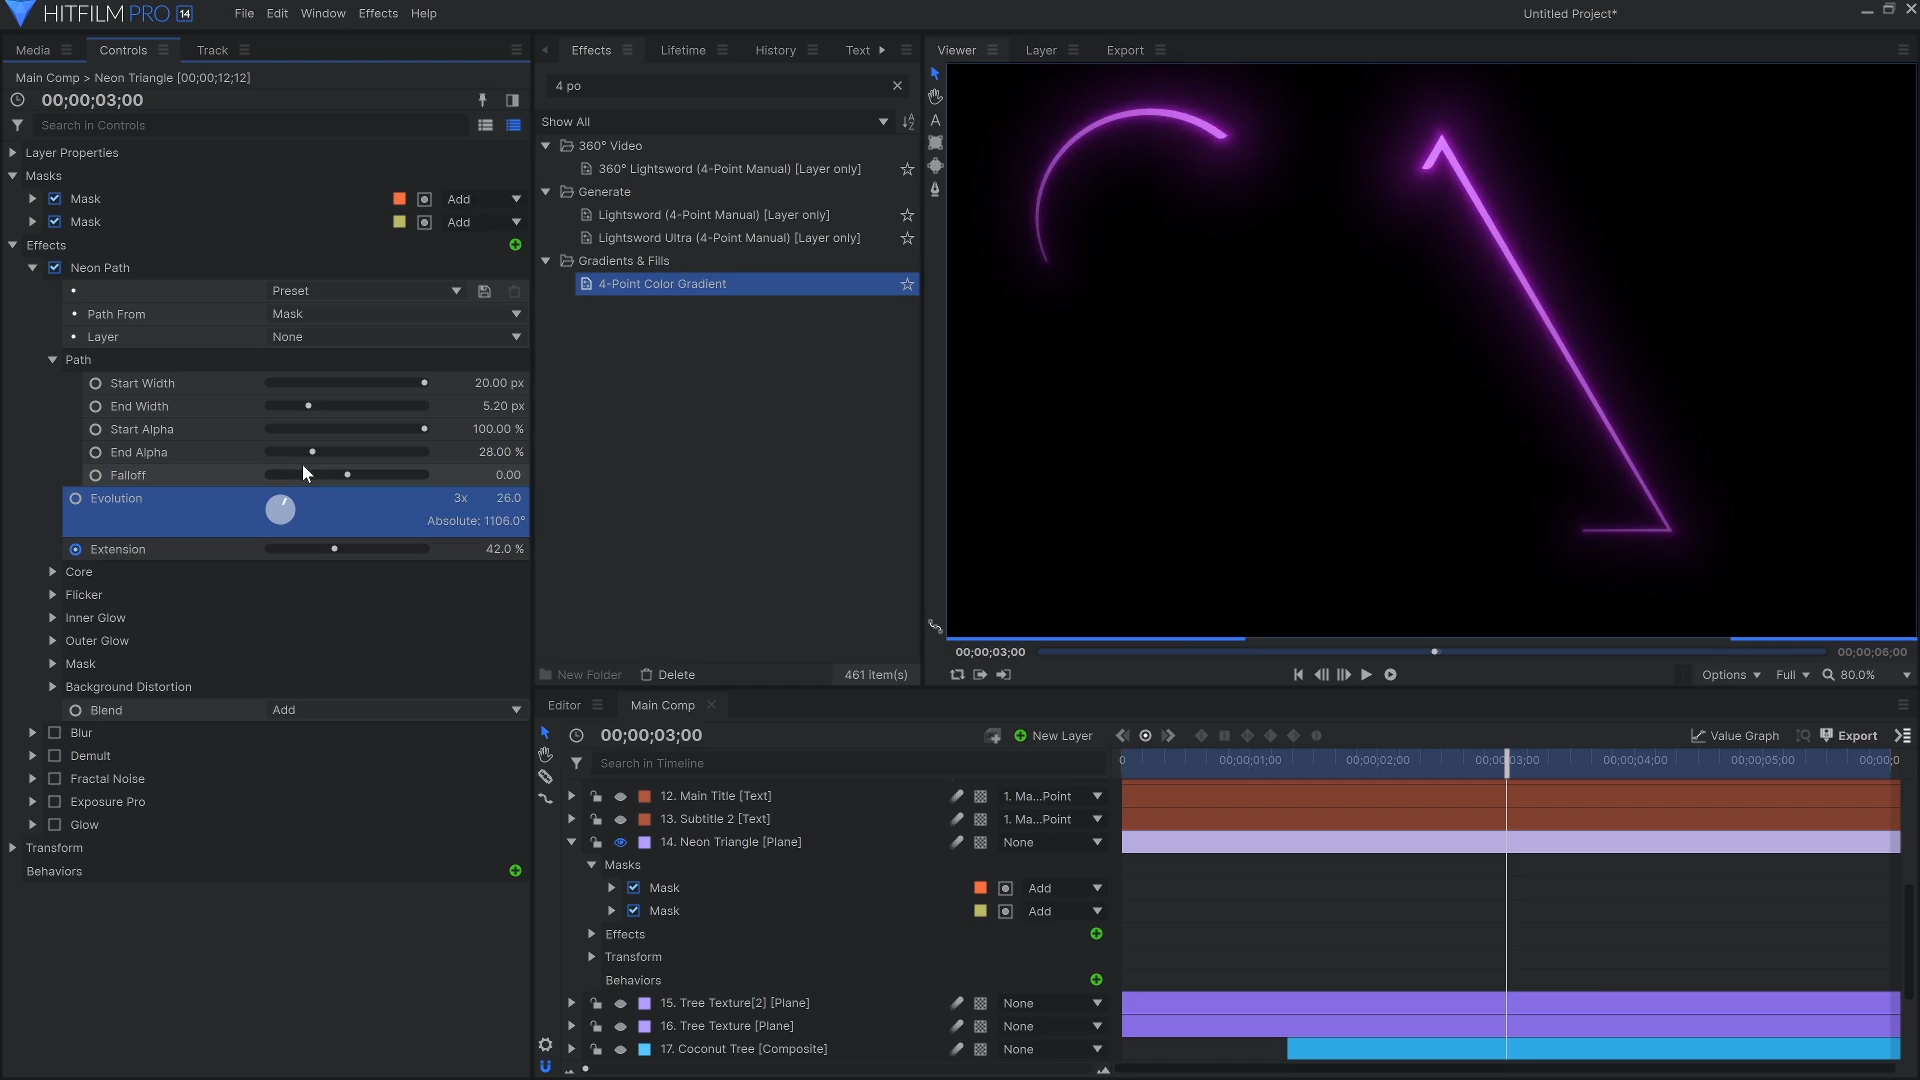 HITFILM PRO 14 File Edit Window Effects Help Untitled Project*
Media Controls Track
Main Comp > Neon Triangle [00;00;12;12]
00;00;03;00
Search in Controls
Layer Properties
Masks
Mask Add
Mask Add
Effects
Neon Path
Preset
Path From Mask
Layer None
Path
Start Width 20.00 px
End Width 5.20 px
Start Alpha 100.00 %
End Alpha 28.00 %
Falloff 0.00
Evolution 3x 26.0
Absolute: 1106.0°
Extension 42.0 %
Core
Flicker
Inner Glow
Outer Glow
Mask
Background Distortion
Blend Add
Blur
Demult
Fractal Noise
Exposure Pro
Glow
Transform
Behaviors
Effects Lifetime History Text
4 po
Show All
360° Video
360° Lightsword (4-Point Manual) [Layer only]
Generate
Lightsword (4-Point Manual) [Layer only]
Lightsword Ultra (4-Point Manual) [Layer only]
Gradients & Fills
4-Point Color Gradient
New Folder Delete 461 item(s)
Viewer Layer Export
A
00;00;03;00 00;00;06;00
Options Full 80.0%
Editor Main Comp
00;00;03;00 New Layer Value Graph Export
Search in Timeline
0 00;00;01;00 00;00;02;00 00;00;03;00 00;00;04;00 00;00;05;00 00;00;0
12. Main Title [Text] 1. Ma...Point
13. Subtitle 2 [Text] 1. Ma...Point
14. Neon Triangle [Plane] None
Masks
Mask Add
Mask Add
Effects
Transform
Behaviors
15. Tree Texture[2] [Plane] None
16. Tree Texture [Plane] None
17. Coconut Tree [Composite] None